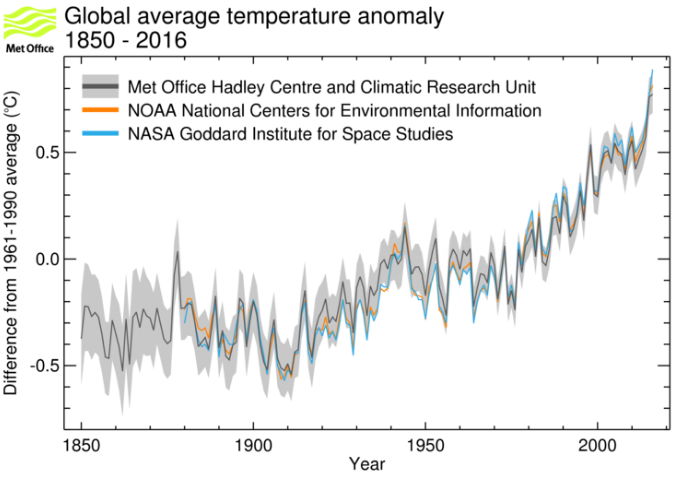 Met Office
Global average temperature anomaly
1850 - 2016
Met Office Hadley Centre and Climatic Research Unit
NOAA National Centers for Environmental Information
NASA Goddard Institute for Space Studies
Difference from 1961-1990 average (°C)
0.5
0.0
-0.5
1850
1900
1950
2000
Year